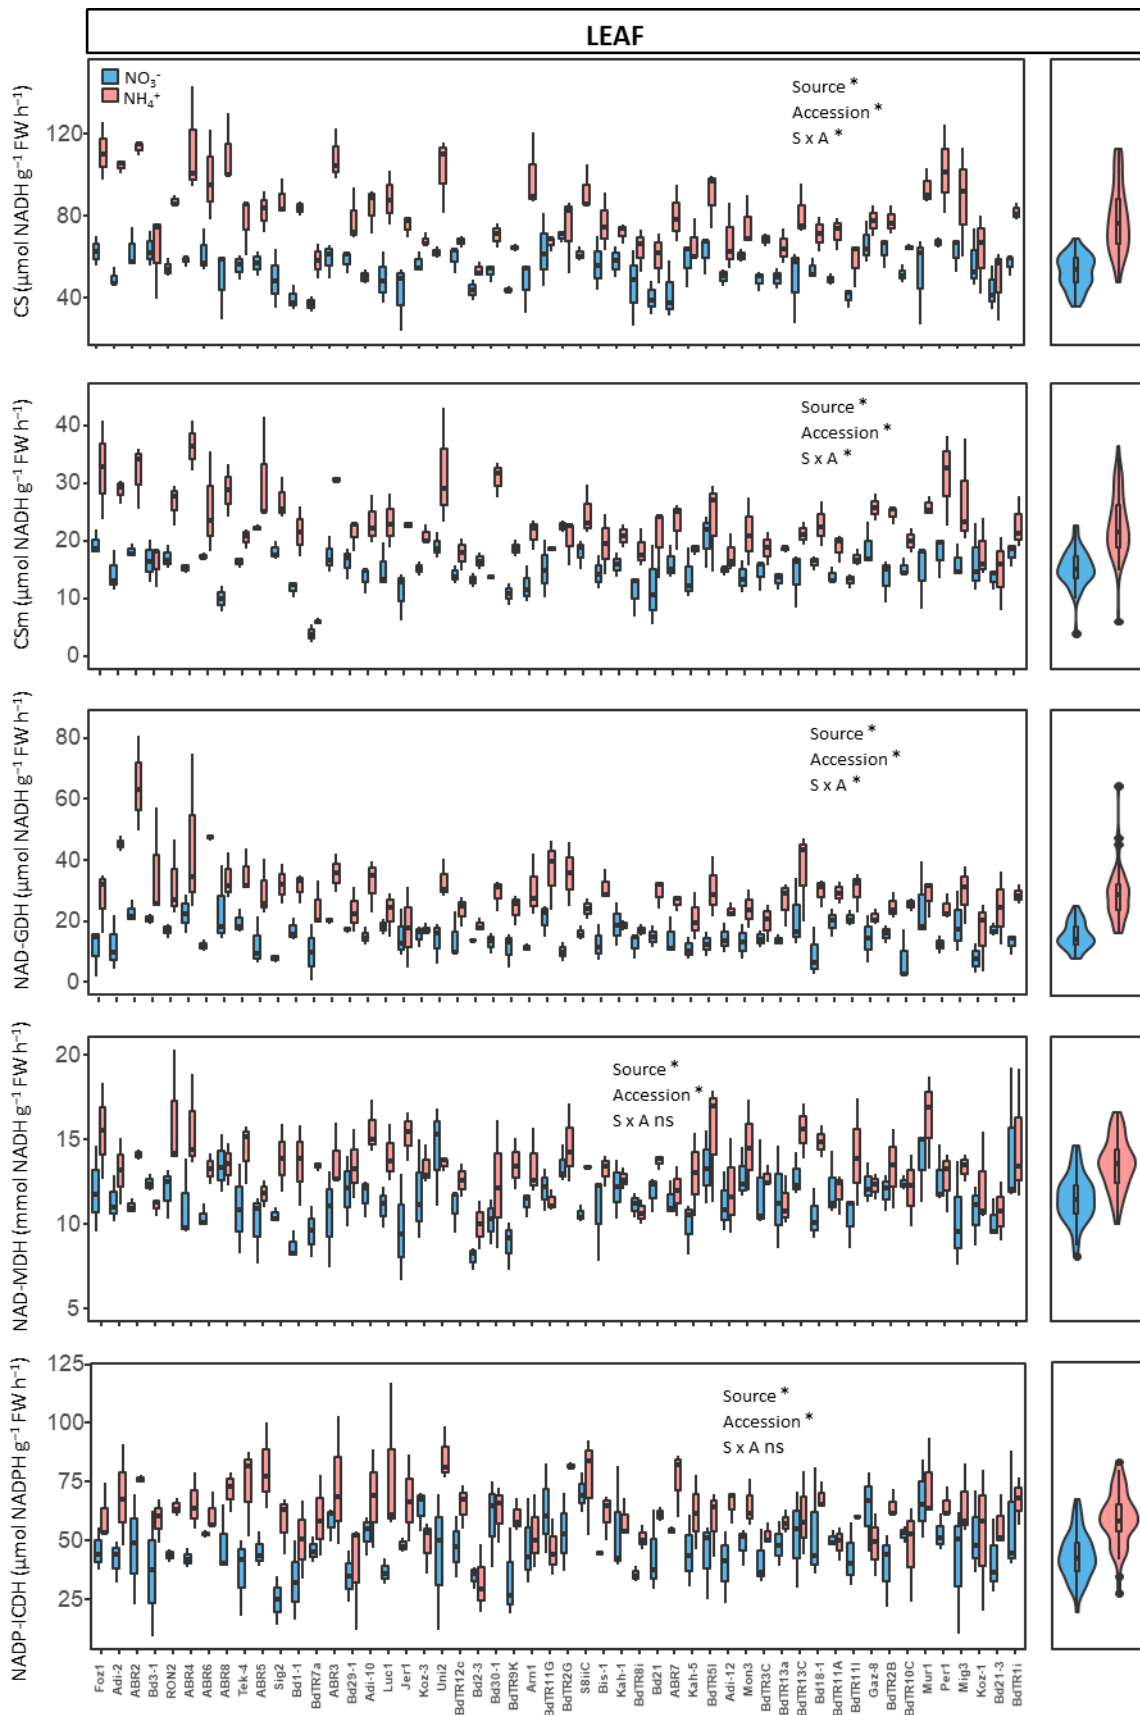 LEAF
NO₃⁻
NH₄⁺
Source *
Accession *
S x A *
CS (µmol NADH g⁻¹ FW h⁻¹)
120
80
40
Source *
Accession *
S x A *
CSm (µmol NADH g⁻¹ FW h⁻¹)
40
30
20
10
0
Source *
Accession *
S x A *
NAD-GDH (µmol NADH g⁻¹ FW h⁻¹)
80
60
40
20
0
Source *
Accession *
S x A ns
NAD-MDH (mmol NADH g⁻¹ FW h⁻¹)
20
15
10
5
Source *
Accession *
S x A ns
NADP-ICDH (µmol NADPH g⁻¹ FW h⁻¹)
125
100
75
50
25
Foz1
Adi-2
ABR2
Bd3-1
RON2
ABR4
ABR6
ABR8
Tek-4
ABR5
Sig2
Bd1-1
BdTR7a
ABR3
Bd29-1
Adi-10
Luc1
Jer1
Koz-3
Uni2
BdTR12c
Bd2-3
Bd30-1
BdTR9K
Arn1
BdTR11G
BdTR2G
S8iiC
Bis-1
Kah-1
BdTR8i
Bd21
ABR7
Kah-5
BdTR5i
Adi-12
Mon3
BdTR3C
BdTR13a
BdTR13C
Bd18-1
BdTR11A
BdTR11I
Gaz-8
BdTR2B
BdTR10C
Mur1
Per1
Mig3
Koz-1
Bd21-3
BdTR1i